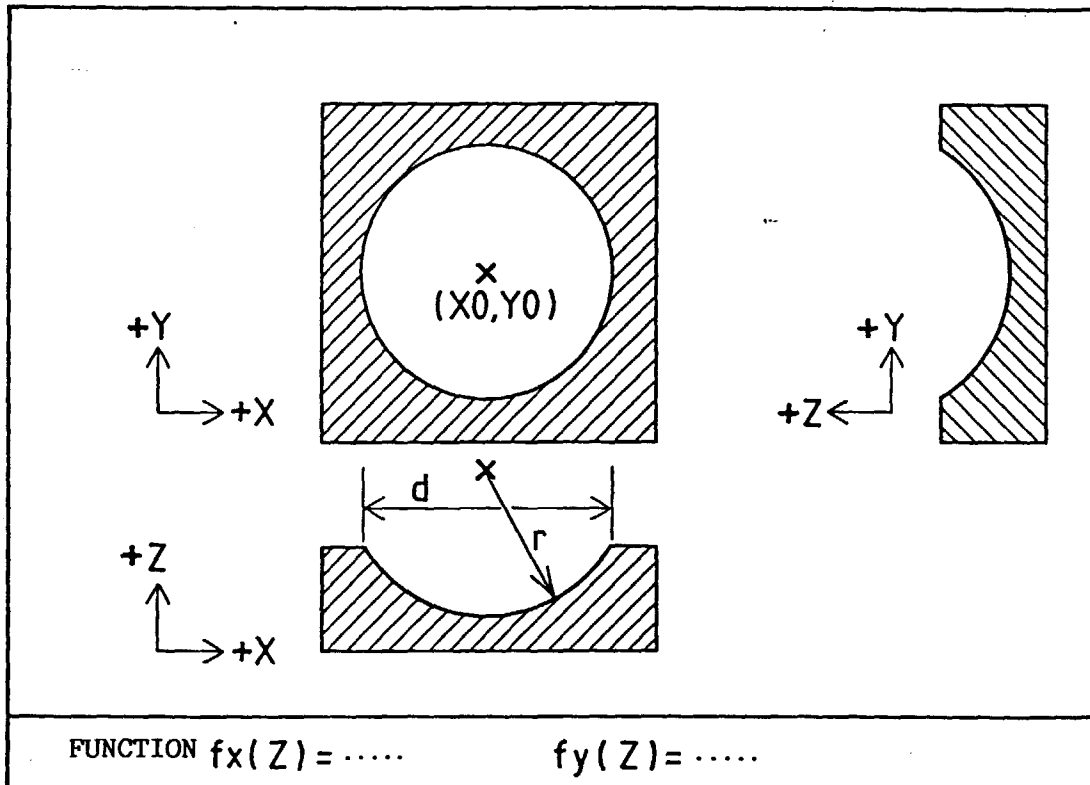 (X0,Y0)
+Y
+X
+Y
+Z
d
r
+Z
+X
FUNCTION fx(Z)= ····· fy(Z)= ·····